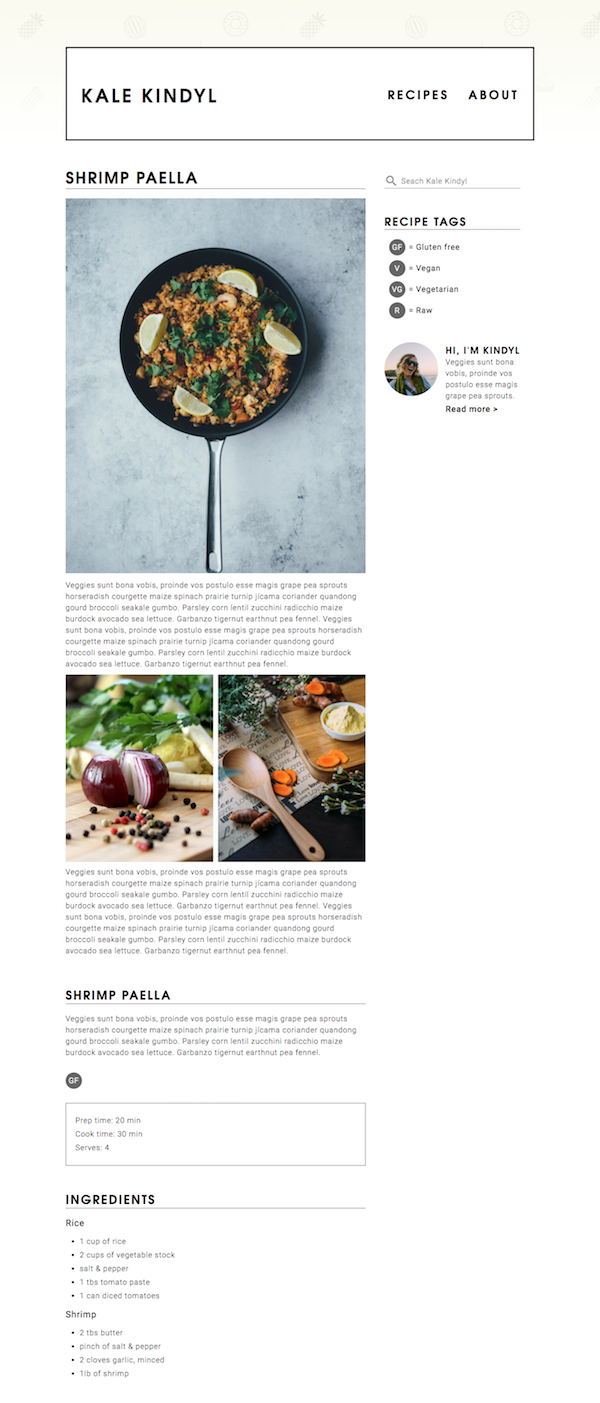 KALE KINDYL
RECIPES ABOUT
SHRIMP PAELLA
Veggies sunt bona vobis, proinde vos postulo esse magis grape pea sprouts
horseradish courgette maize spinach prairie turnip jícama coriander quandong
gourd broccoli seakale gumbo. Parsley corn lentil zucchini radicchio maize
burdock avocado sea lettuce. Garbanzo tigernut earthnut pea fennel. Veggies
sunt bona vobis, proinde vos postulo esse magis grape pea sprouts horseradish
courgette maize spinach prairie turnip jícama coriander quandong gourd
broccoli seakale gumbo. Parsley corn lentil zucchini radicchio maize burdock
avocado sea lettuce. Garbanzo tigernut earthnut pea fennel.
Veggies sunt bona vobis, proinde vos postulo esse magis grape pea sprouts
horseradish courgette maize spinach prairie turnip jícama coriander quandong
gourd broccoli seakale gumbo. Parsley corn lentil zucchini radicchio maize
burdock avocado sea lettuce. Garbanzo tigernut earthnut pea fennel. Veggies
sunt bona vobis, proinde vos postulo esse magis grape pea sprouts horseradish
courgette maize spinach prairie turnip jícama coriander quandong gourd
broccoli seakale gumbo. Parsley corn lentil zucchini radicchio maize burdock
avocado sea lettuce. Garbanzo tigernut earthnut pea fennel.
SHRIMP PAELLA
Veggies sunt bona vobis, proinde vos postulo esse magis grape pea sprouts
horseradish courgette maize spinach prairie turnip jícama coriander quandong
gourd broccoli seakale gumbo. Parsley corn lentil zucchini radicchio maize
burdock avocado sea lettuce. Garbanzo tigernut earthnut pea fennel.
GF
Prep time: 20 min
Cook time: 30 min
Serves: 4
INGREDIENTS
Rice
• 1 cup of rice
• 2 cups of vegetable stock
• salt & pepper
• 1 tbs tomato paste
• 1 can diced tomatoes
Shrimp
• 2 tbs butter
• pinch of salt & pepper
• 2 cloves garlic, minced
• 1lb of shrimp
Seach Kale Kindyl
RECIPE TAGS
GF = Gluten free
V = Vegan
VG = Vegetarian
R = Raw
HI, I'M KINDYL
Veggies sunt bona
vobis, proinde vos
postulo esse magis
grape pea sprouts.
Read more >